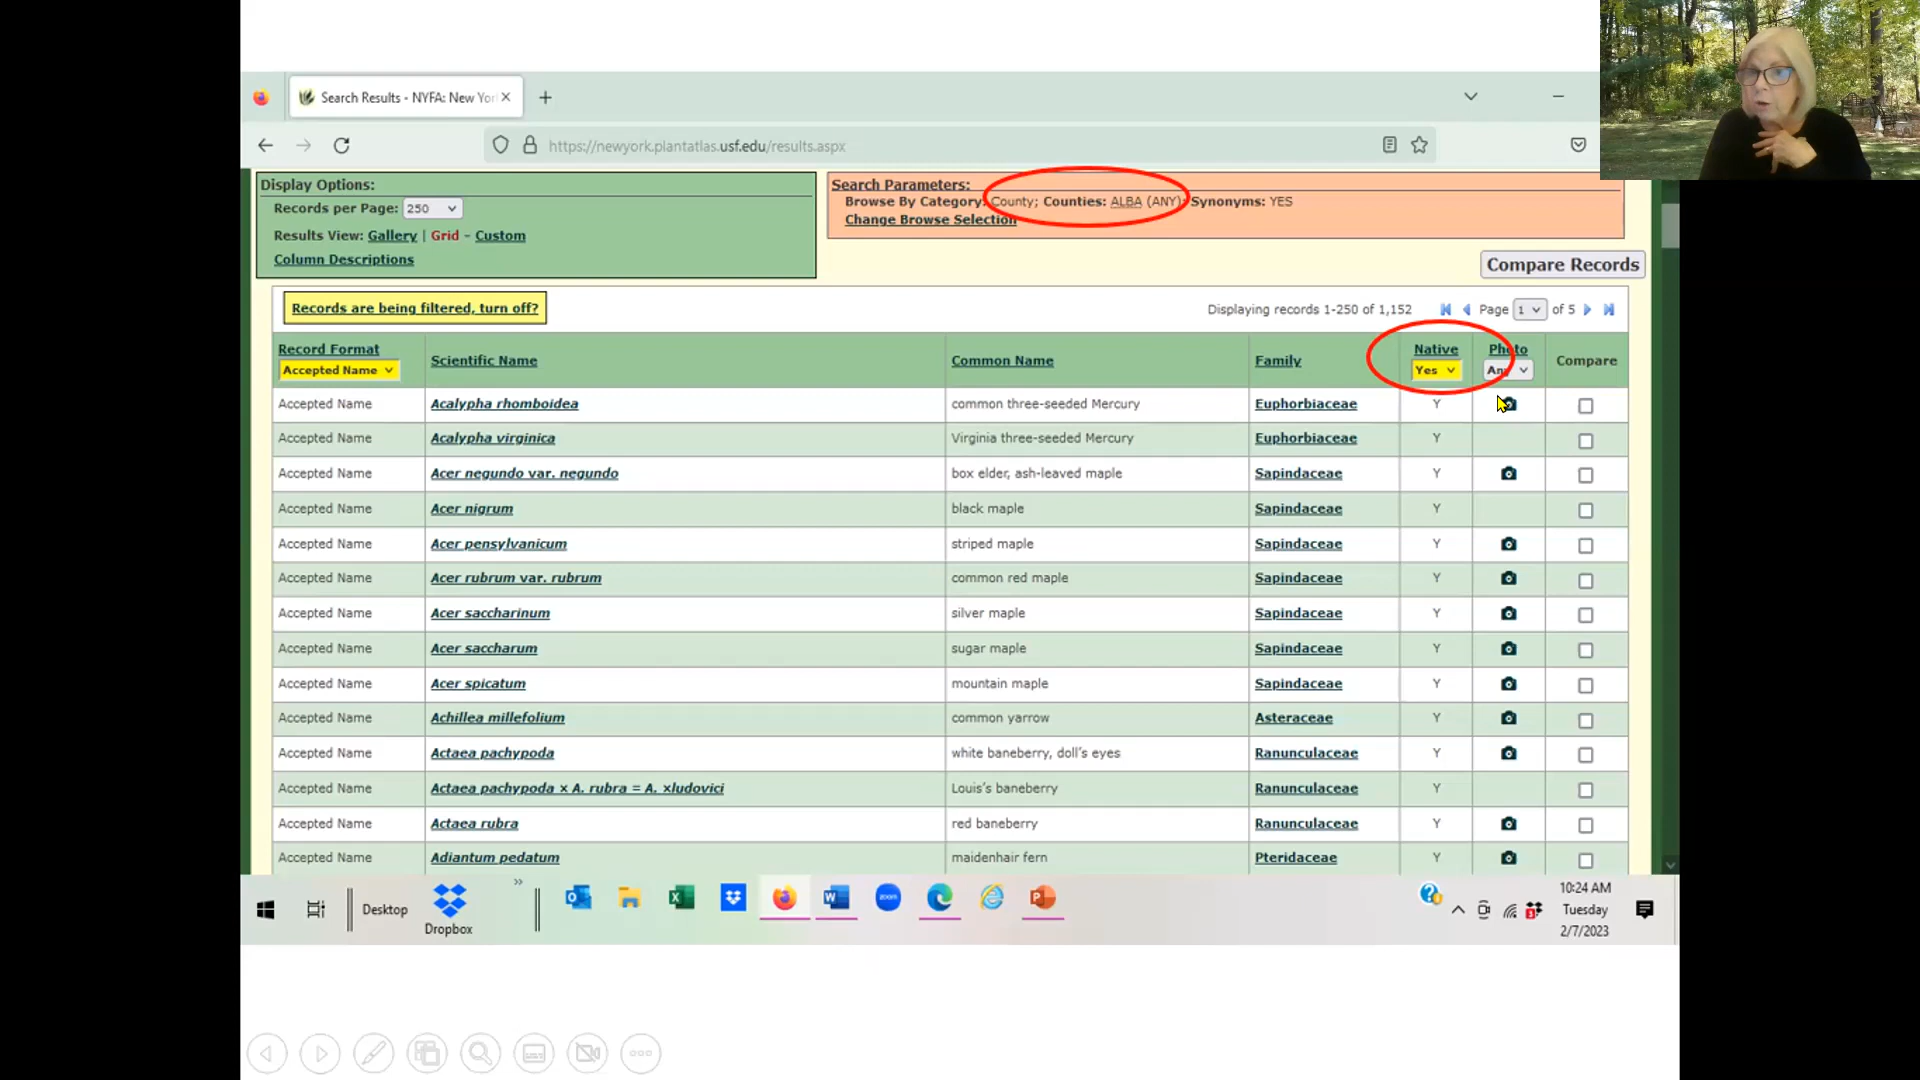 Search Results - NYFA: New Yor
https://newyork.plantatlas.usf.edu/results.aspx
Display Options:
Records per Page: 250
Results View: Gallery | Grid - Custom
Column Descriptions
Search Parameters:
Browse By Category: County; Counties: ALBA (ANY); Synonyms: YES
Change Browse Selection
Compare Records
Records are being filtered, turn off?
Displaying records 1-250 of 1,152 Page 1 of 5
Record Format Scientific Name Common Name Family Native Photo Compare
Accepted Name Yes Any
Accepted Name Acalypha rhomboidea common three-seeded Mercury Euphorbiaceae Y
Accepted Name Acalypha virginica Virginia three-seeded Mercury Euphorbiaceae Y
Accepted Name Acer negundo var. negundo box elder, ash-leaved maple Sapindaceae Y
Accepted Name Acer nigrum black maple Sapindaceae Y
Accepted Name Acer pensylvanicum striped maple Sapindaceae Y
Accepted Name Acer rubrum var. rubrum common red maple Sapindaceae Y
Accepted Name Acer saccharinum silver maple Sapindaceae Y
Accepted Name Acer saccharum sugar maple Sapindaceae Y
Accepted Name Acer spicatum mountain maple Sapindaceae Y
Accepted Name Achillea millefolium common yarrow Asteraceae Y
Accepted Name Actaea pachypoda white baneberry, doll's eyes Ranunculaceae Y
Accepted Name Actaea pachypoda × A. rubra = A. ×ludovici Louis's baneberry Ranunculaceae Y
Accepted Name Actaea rubra red baneberry Ranunculaceae Y
Accepted Name Adiantum pedatum maidenhair fern Pteridaceae Y
Desktop
Dropbox
zoom
10:24 AM
Tuesday
2/7/2023